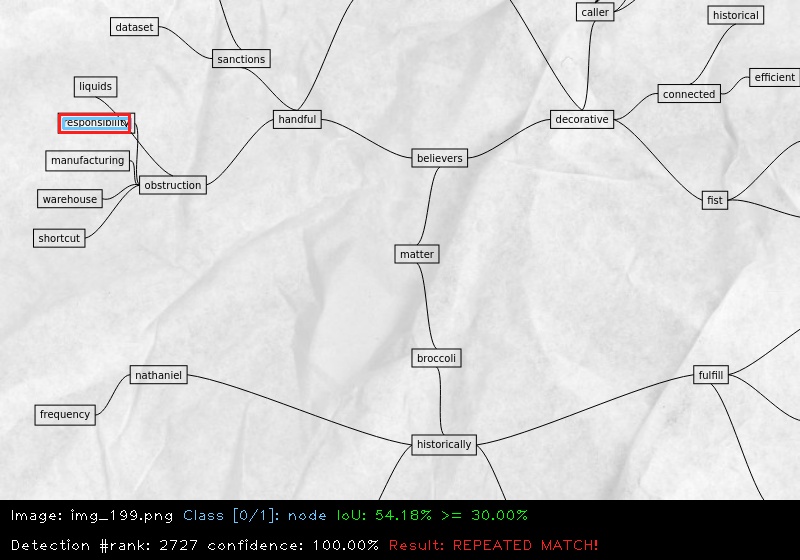 caller
historical
dataset
sanctions
efficient
liquids
connected
responsibility
handful
decorative
manufacturing
believers
obstruction
warehouse
fist
shortcut
matter
broccoli
nathaniel
fulfill
frequency
historically
Image: img_199.png Class [0/1]: node IoU: 54.18% >= 30.00%
Detection #rank: 2727 confidence: 100.00% Result: REPEATED MATCH!